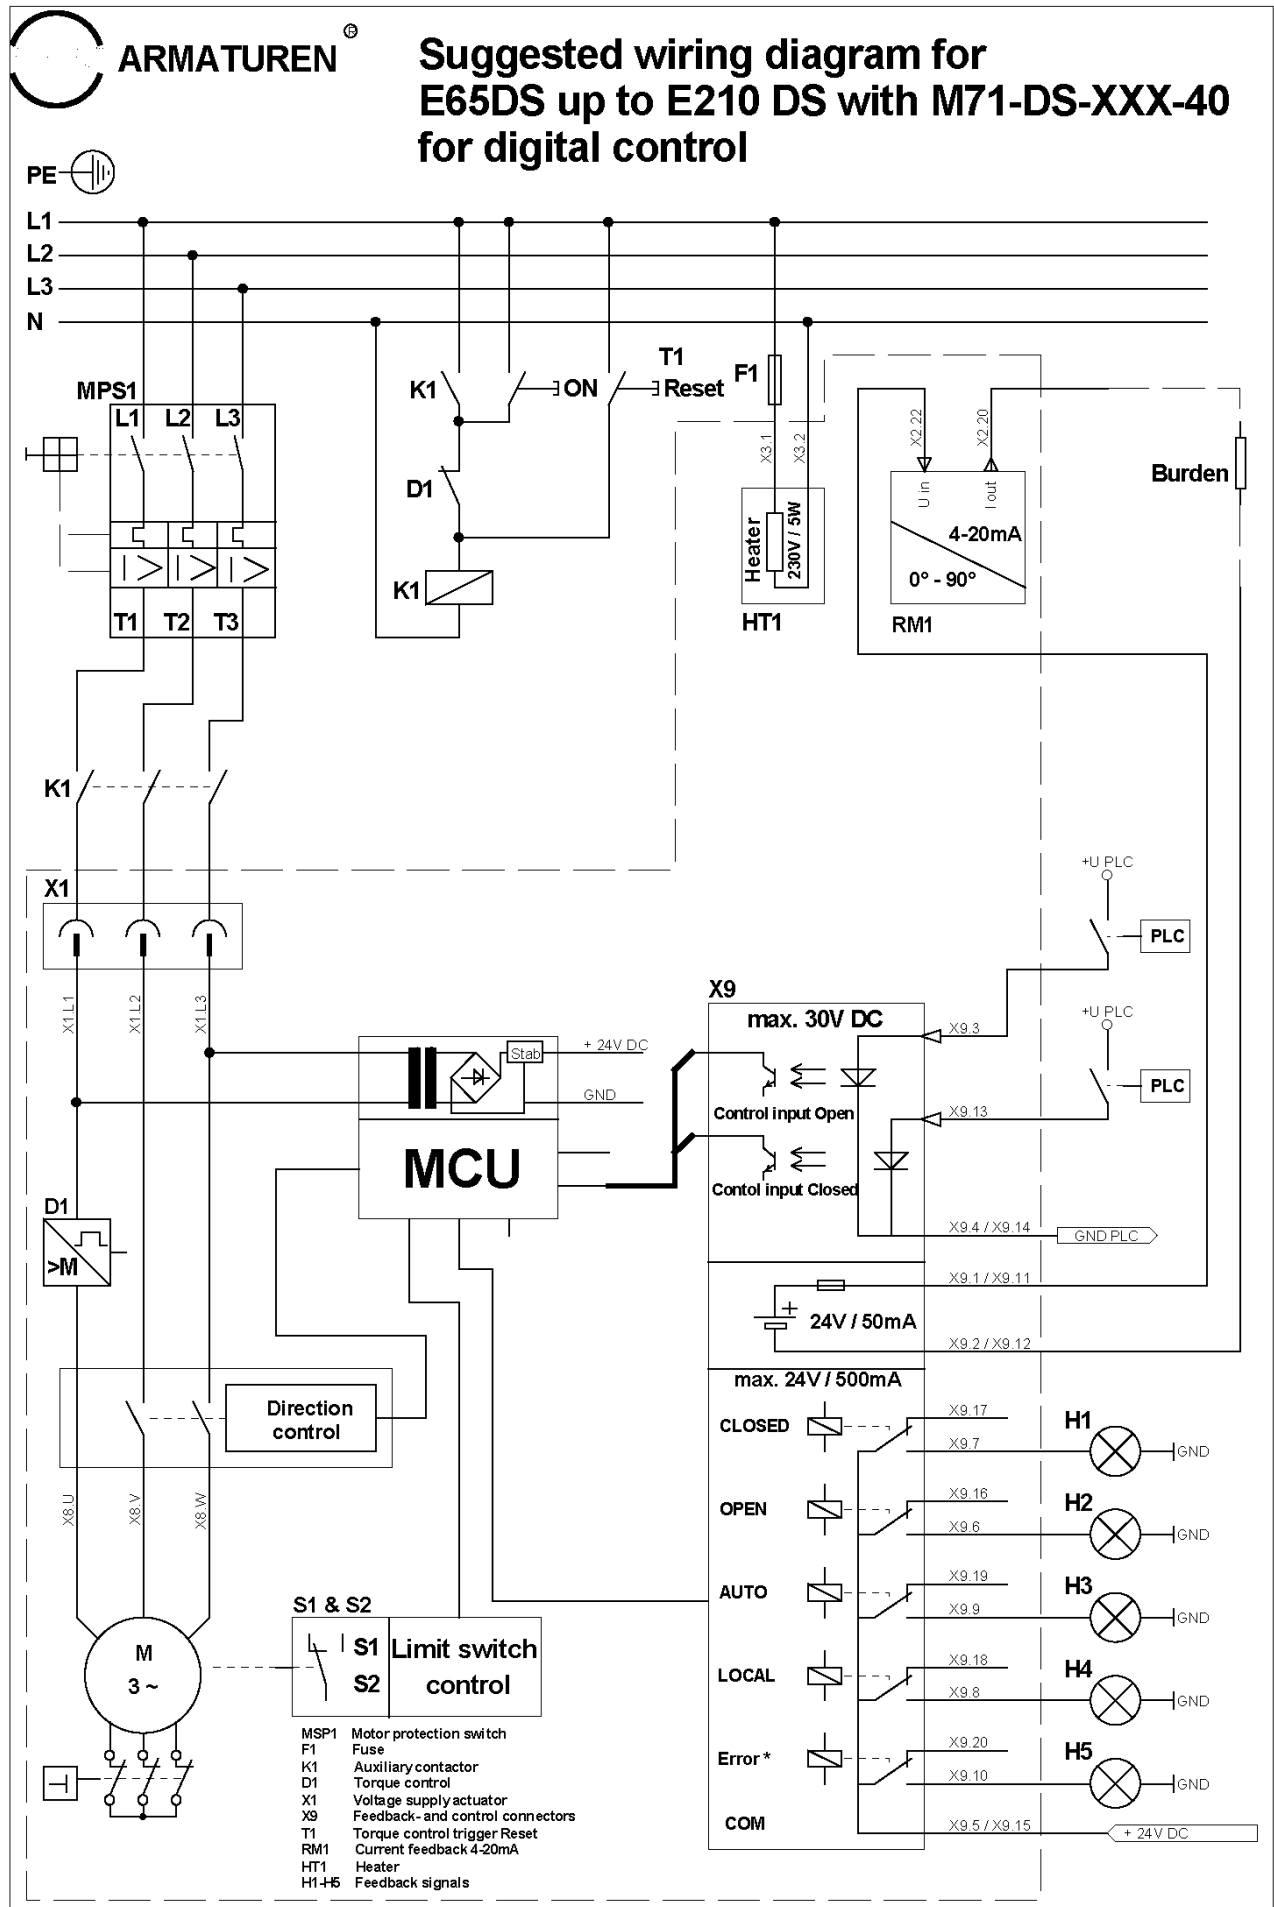 ARMATUREN ®
Suggested wiring diagram for
E65DS up to E210 DS with M71-DS-XXX-40
for digital control
PE
L1
L2
L3
N
MPS1
L1 L2 L3
T1 T2 T3
K1
ON
T1
Reset
D1
K1
F1
X3.1
X3.2
Heater
230V / 5W
HT1
X2.22
X2.20
U in
I out
4-20mA
0° - 90°
RM1
Burden
K1
X1
X1.L1
X1.L2
X1.L3
+U PLC
PLC
+U PLC
PLC
X9
max. 30V DC
X9.3
Control input Open
X9.13
Contol input Closed
X9.4 / X9.14
GND PLC
Stab
+ 24V DC
GND
MCU
D1
>M
X9.1 / X9.11
24V / 50mA
+
X9.2 / X9.12
max. 24V / 500mA
Direction
control
CLOSED
X9.17
X9.7
H1
GND
OPEN
X9.16
X9.6
H2
GND
AUTO
X9.19
X9.9
H3
GND
LOCAL
X9.18
X9.8
H4
GND
Error *
X9.20
X9.10
H5
GND
COM
X9.5 / X9.15
+ 24V DC
X8.U
X8.V
X8.W
M
3 ~
S1 & S2
S1
S2
Limit switch
control
MSP1 Motor protection switch
F1 Fuse
K1 Auxiliary contactor
D1 Torque control
X1 Voltage supply actuator
X9 Feedback- and control connectors
T1 Torque control trigger Reset
RM1 Current feedback 4-20mA
HT1 Heater
H1-H5 Feedback signals